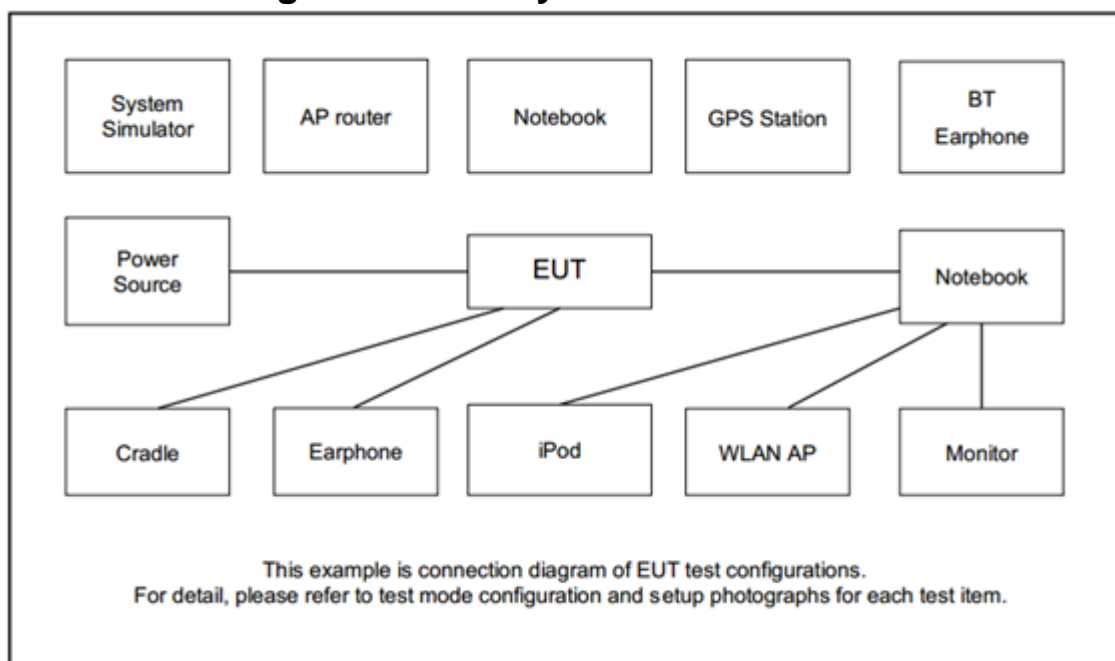 System
Simulator
AP router
Notebook
GPS Station
BT
Earphone
Power
Source
EUT
Notebook
Cradle
Earphone
iPod
WLAN AP
Monitor
This example is connection diagram of EUT test configurations.
For detail, please refer to test mode configuration and setup photographs for each test item.